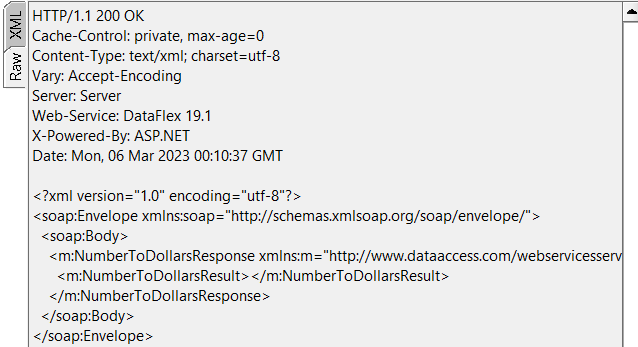 XML
Raw
HTTP/1.1 200 OK
Cache-Control: private, max-age=0
Content-Type: text/xml; charset=utf-8
Vary: Accept-Encoding
Server: Server
Web-Service: DataFlex 19.1
X-Powered-By: ASP.NET
Date: Mon, 06 Mar 2023 00:10:37 GMT
<?xml version="1.0" encoding="utf-8"?>
<soap:Envelope xmlns:soap="http://schemas.xmlsoap.org/soap/envelope/">
<soap:Body>
<m:NumberToDollarsResponse xmlns:m="http://www.dataaccess.com/webservicesserv
<m:NumberToDollarsResult></m:NumberToDollarsResult>
</m:NumberToDollarsResponse>
</soap:Body>
</soap:Envelope>